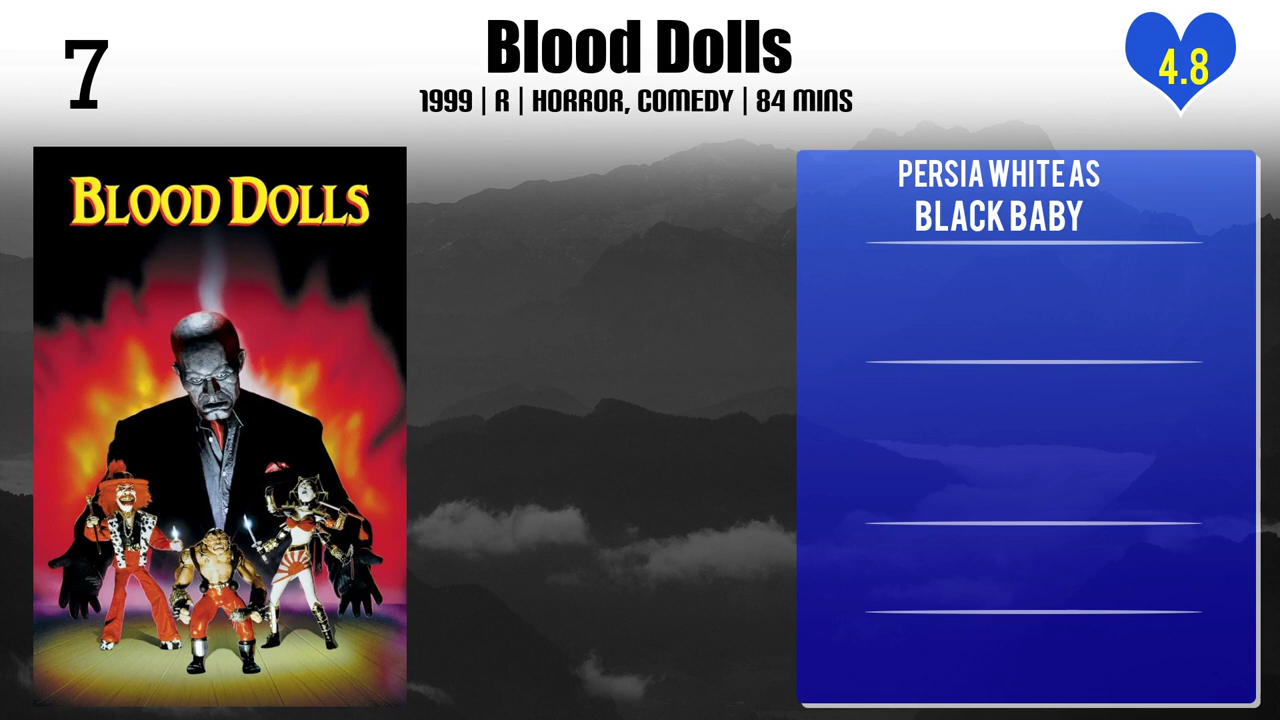 7
Blood Dolls
1999 | R | HORROR, COMEDY | 84 MINS
4.8
BLOOD DOLLS
PERSIA WHITE AS
BLACK BABY